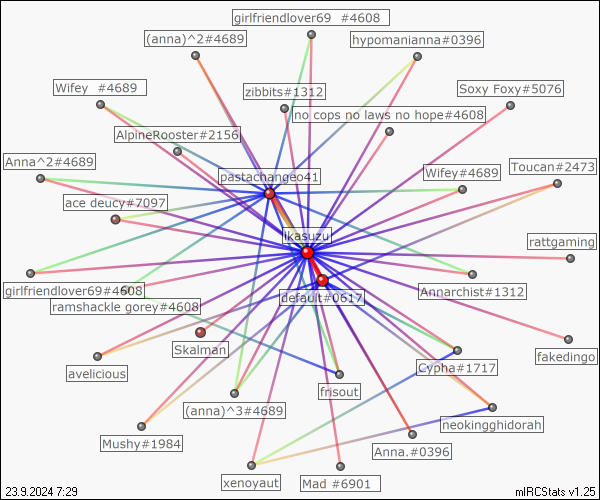 girlfriendlover69 #4608
(anna)^2#4689
hypomanianna#0396
Wifey #4689
zibbits#1312
Soxy Foxy#5076
no cops no laws no hope#4608
AlpineRooster#2156
Anna^2#4689
pastachangeo41
Wifey#4689
Toucan#2473
ace deucy#7097
ikasuzu
rattgaming
girlfriendlover69#4608
default#0617
Annarchist#1312
ramshackle gorey#4608
Skalman
fakedingo
avelicious
Cypha#1717
frisout
(anna)^3#4689
neokingghidorah
Mushy#1984
Anna.#0396
xenoyaut
Mad #6901
23.9.2024 7:29
mIRCStats v1.25